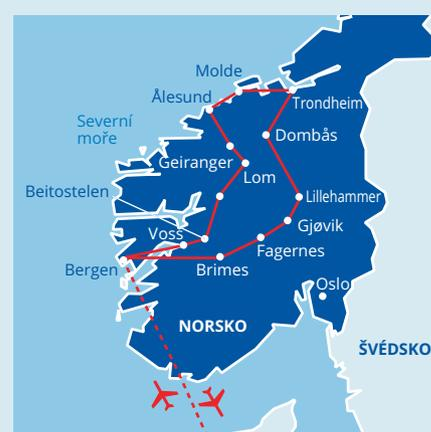 Molde
Ålesund
Trondheim
Severní
moře
Dombås
Geiranger
Lom
Beitostelen
Lillehammer
Gjøvik
Voss
Fagernes
Bergen
Brimes
Oslo
NORSKO
ŠVÉDSKO